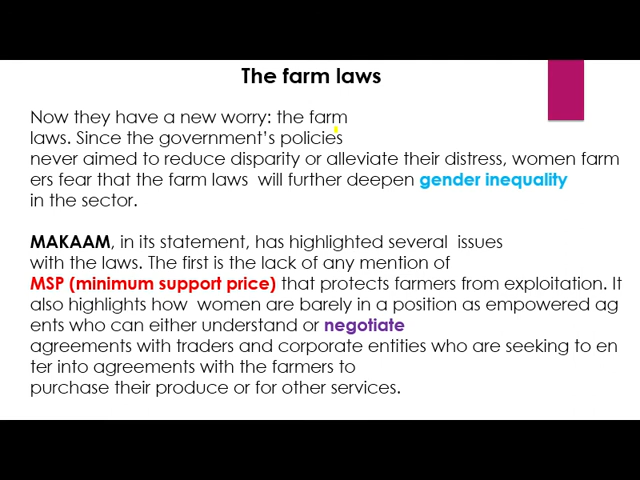 The farm laws
Now they have a new worry: the farm
laws. Since the government’s policies
never aimed to reduce disparity or alleviate their distress, women farm
ers fear that the farm laws will further deepen gender inequality
in the sector.
MAKAAM, in its statement, has highlighted several issues
with the laws. The first is the lack of any mention of
MSP (minimum support price) that protects farmers from exploitation. It
also highlights how women are barely in a position as empowered ag
ents who can either understand or negotiate
agreements with traders and corporate entities who are seeking to en
ter into agreements with the farmers to
purchase their produce or for other services.